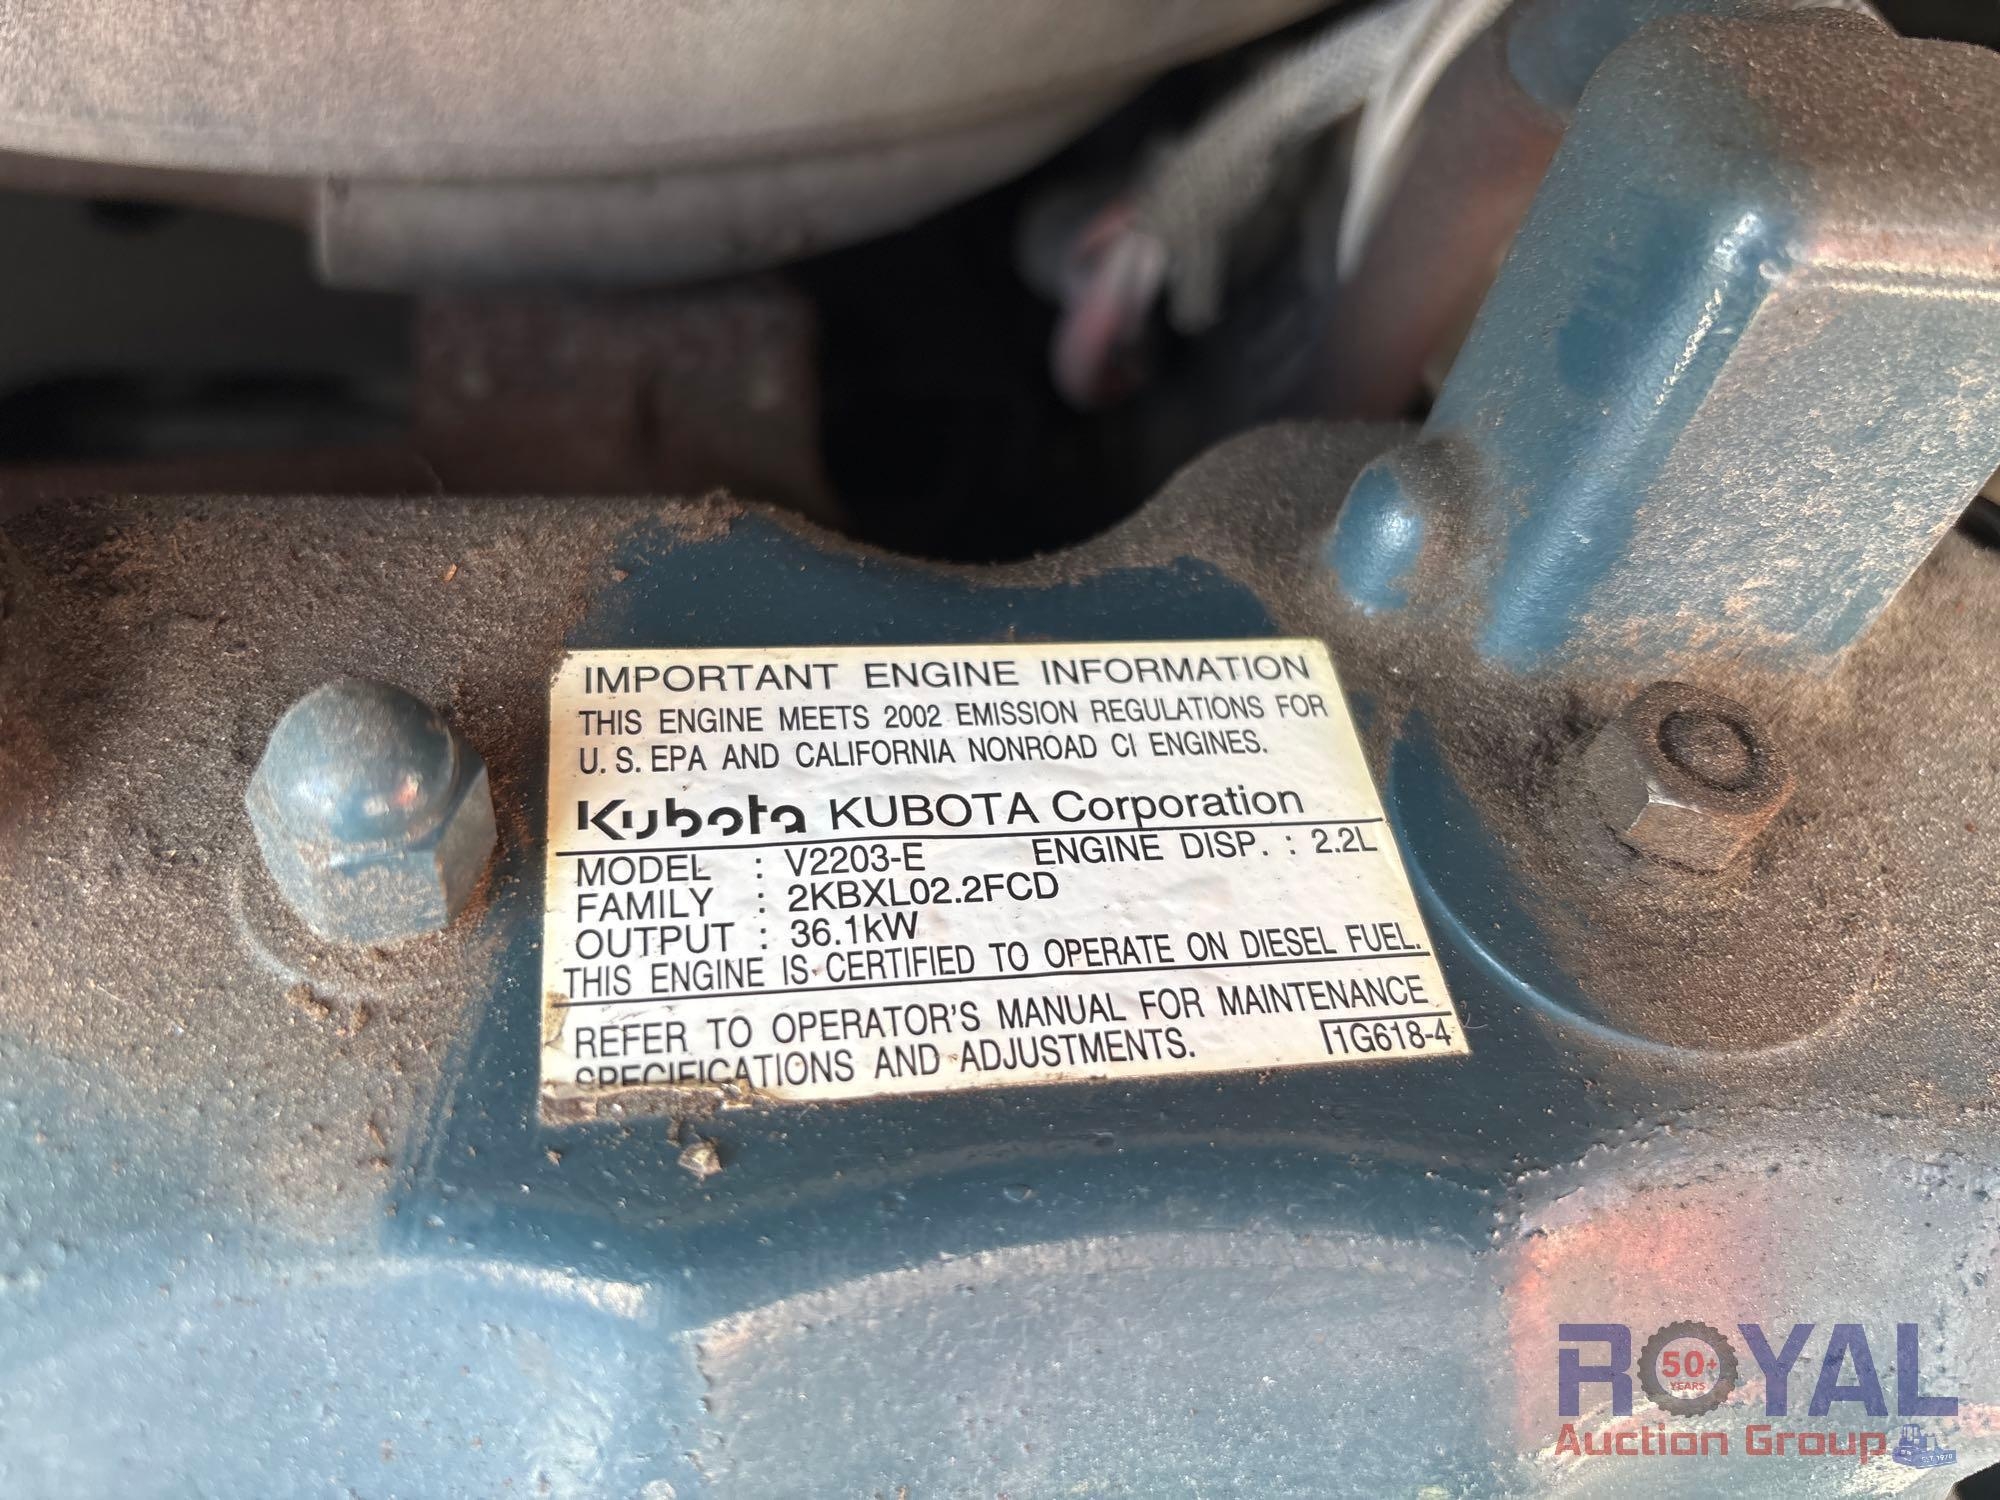 IMPORTANT ENGINE INFORMATION
THIS ENGINE MEETS 2002 EMISSION REGULATIONS FOR
U. S. EPA AND CALIFORNIA NONROAD CI ENGINES.
Kubota KUBOTA Corporation
MODEL : V2203-E ENGINE DISP. : 2.2L
FAMILY : 2KBXL02.2FCD
OUTPUT : 36.1kW
THIS ENGINE IS CERTIFIED TO OPERATE ON DIESEL FUEL.
REFER TO OPERATOR'S MANUAL FOR MAINTENANCE
SPECIFICATIONS AND ADJUSTMENTS. 1G618-4
ROYAL
50+
YEARS
Auction Group
EST. 1970